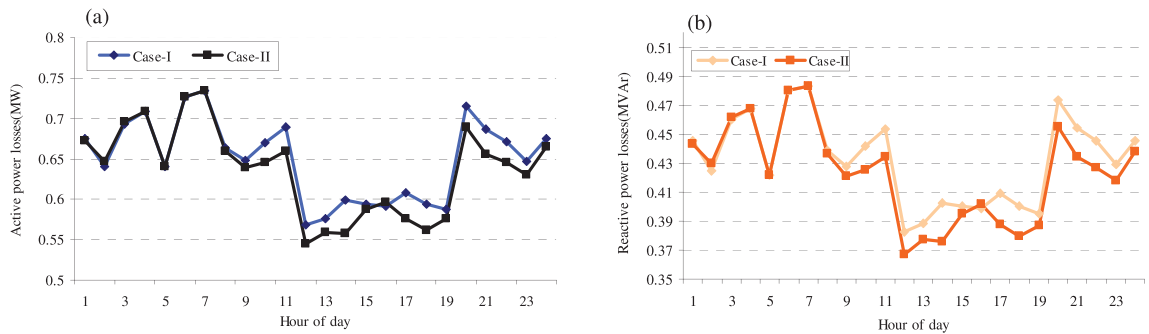 (a)
Case-I
Case-II
0.8
0.75
0.7
0.65
0.6
0.55
0.5
Active power losses(MW)
1 3 5 7 9 11 13 15 17 19 21 23
Hour of day
(b)
Case-I
Case-II
0.51
0.49
0.47
0.45
0.43
0.41
0.39
0.37
0.35
Reactive power losses(MVAr)
1 3 5 7 9 11 13 15 17 19 21 23
Hour of day